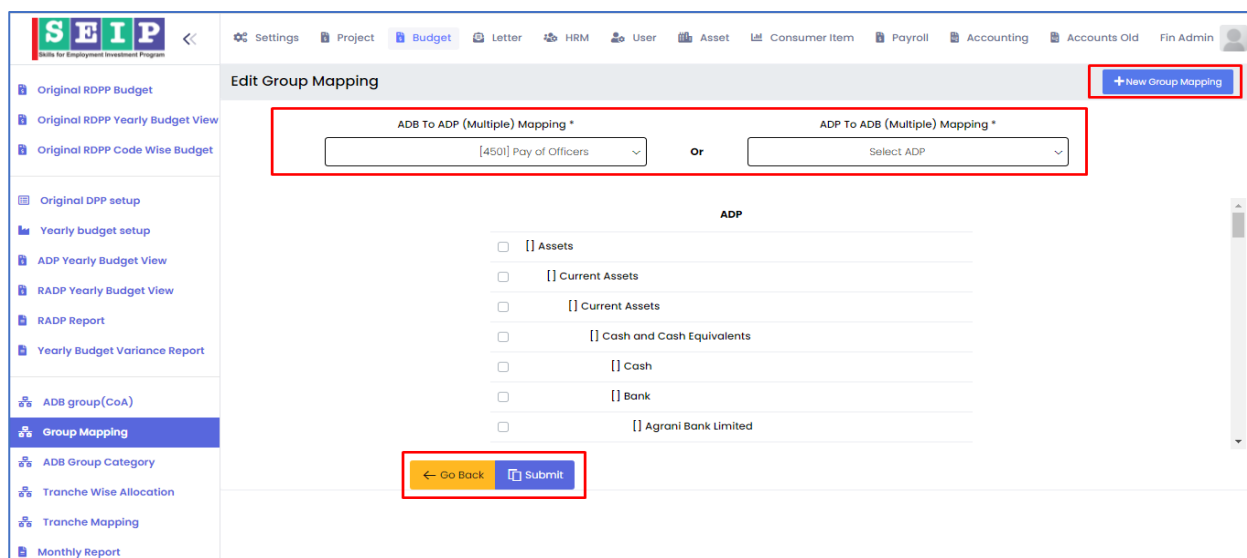 SEIP
Skills for Employment Investment Program
Settings Project Budget Letter HRM User Asset Consumer Item Payroll Accounting Accounts Old Fin Admin
Edit Group Mapping
+New Group Mapping
Original RDPP Budget
Original RDPP Yearly Budget View
Original RDPP Code Wise Budget
Original DPP setup
Yearly budget setup
ADP Yearly Budget View
RADP Yearly Budget View
RADP Report
Yearly Budget Variance Report
ADB group(CoA)
Group Mapping
ADB Group Category
Tranche Wise Allocation
Tranche Mapping
Monthly Report
ADB To ADP (Multiple) Mapping * ADP To ADB (Multiple) Mapping *
[4501] Pay of Officers Or Select ADP
ADP
[] Assets
[] Current Assets
[] Current Assets
[] Cash and Cash Equivalents
[] Cash
[] Bank
[] Agrani Bank Limited
← Go Back Submit